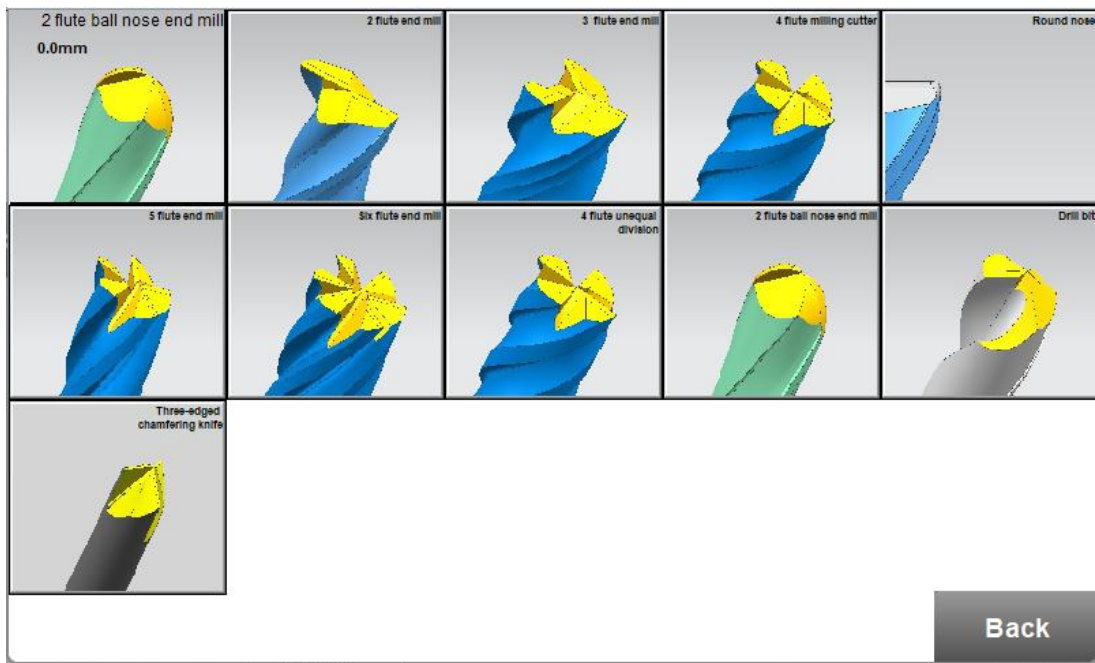 2 flute ball nose end mill
0.0mm
2 flute end mill
3 flute end mill
4 flute milling cutter
Round nose
5 flute end mill
Six flute end mill
4 flute unequal
division
2 flute ball nose end mill
Drill bit
Three-edged
chamfering knife
Back